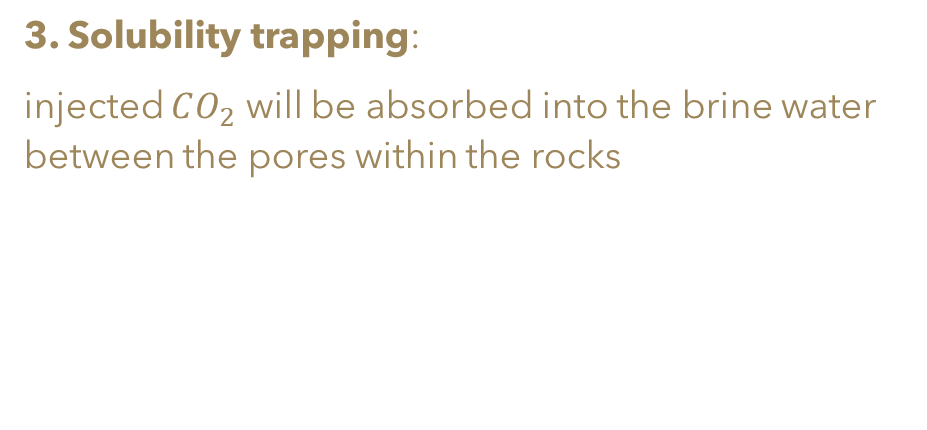 3. Solubility trapping:
injected CO₂ will be absorbed into the brine water
between the pores within the rocks